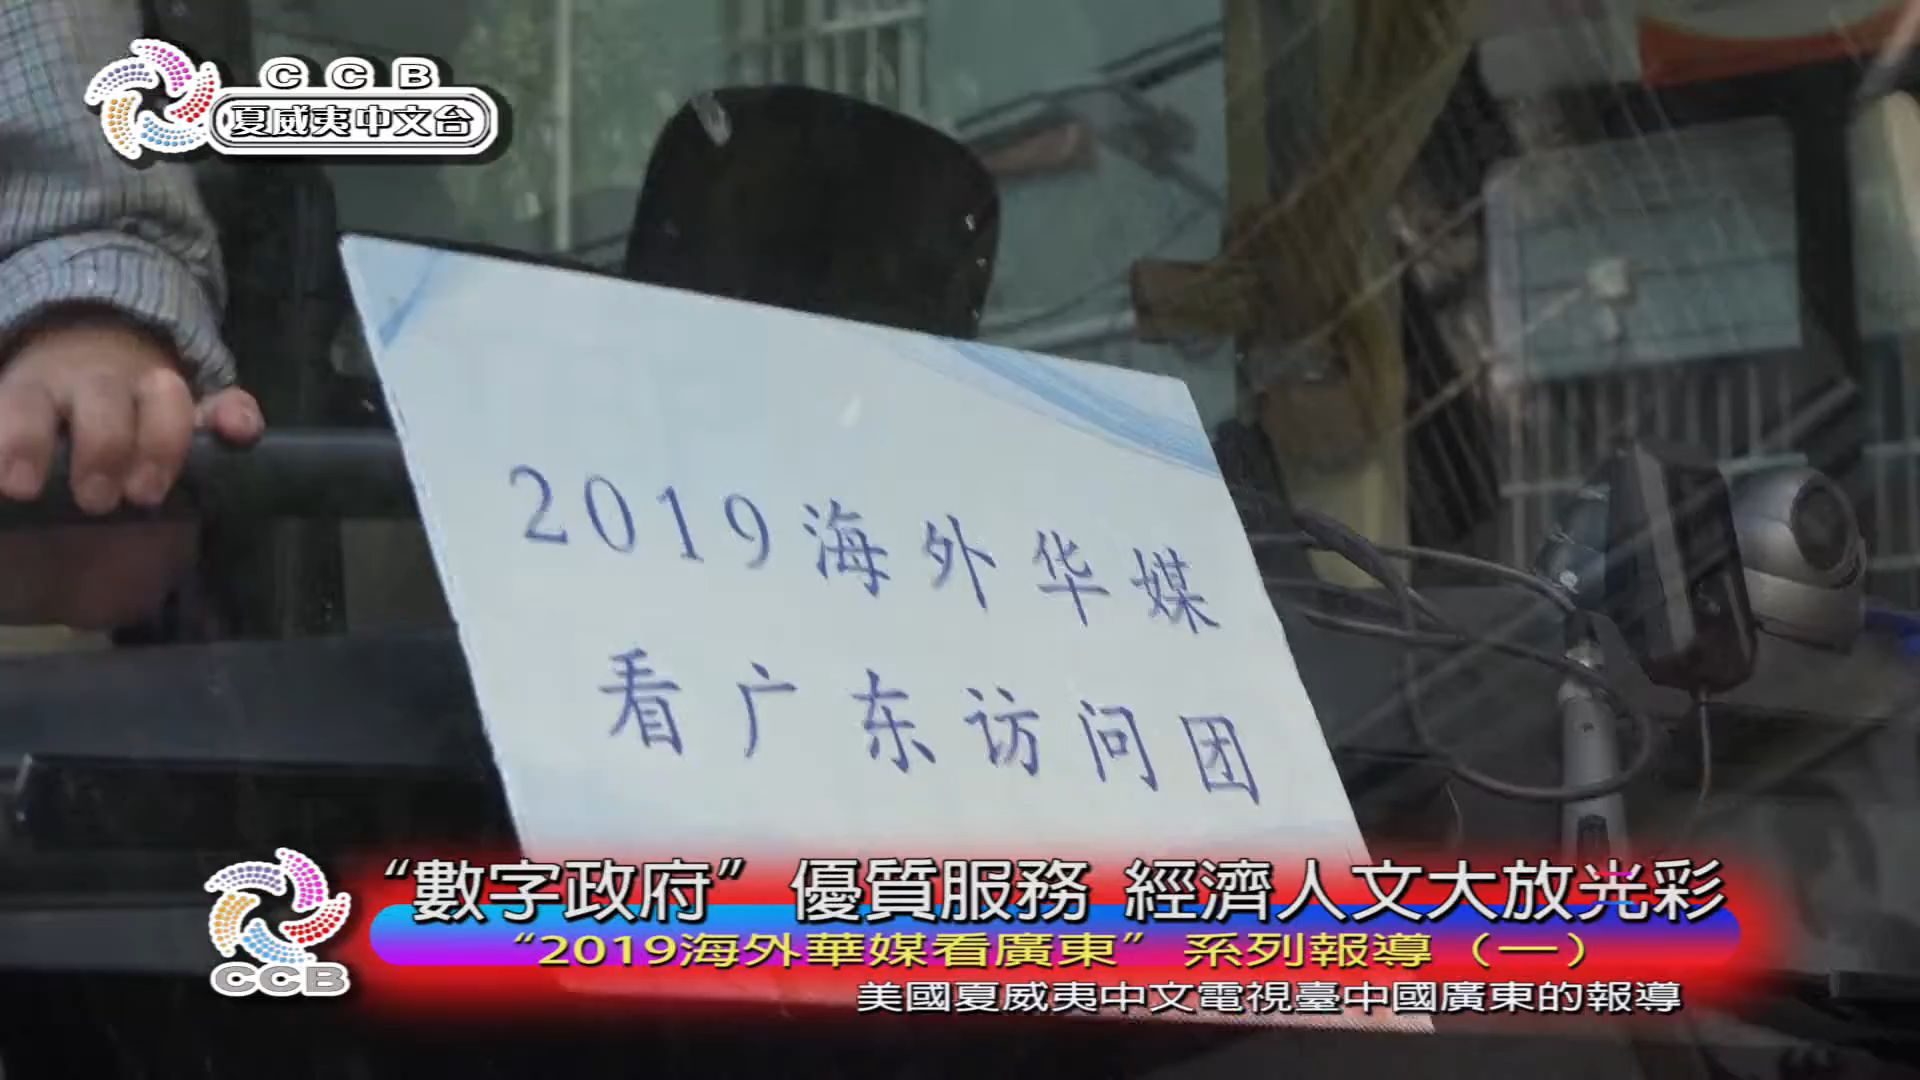 CCB
夏威夷中文台
2019海外华媒
看广东访问团
“數字政府”優質服務 經濟人文大放光彩
“2019海外華媒看廣東”系列報導（一）
CCB
美國夏威夷中文電視臺中國廣東的報導